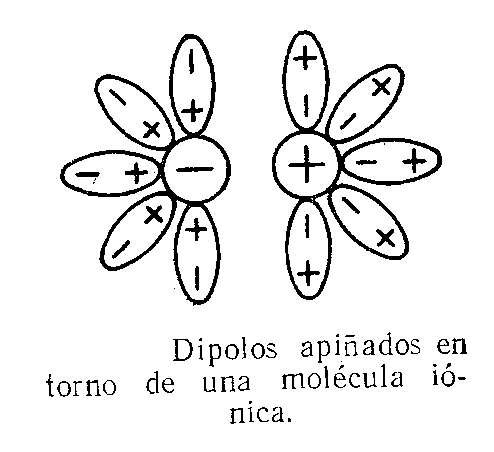 Dipolos apiñados en
torno de una molécula ió-
nica.